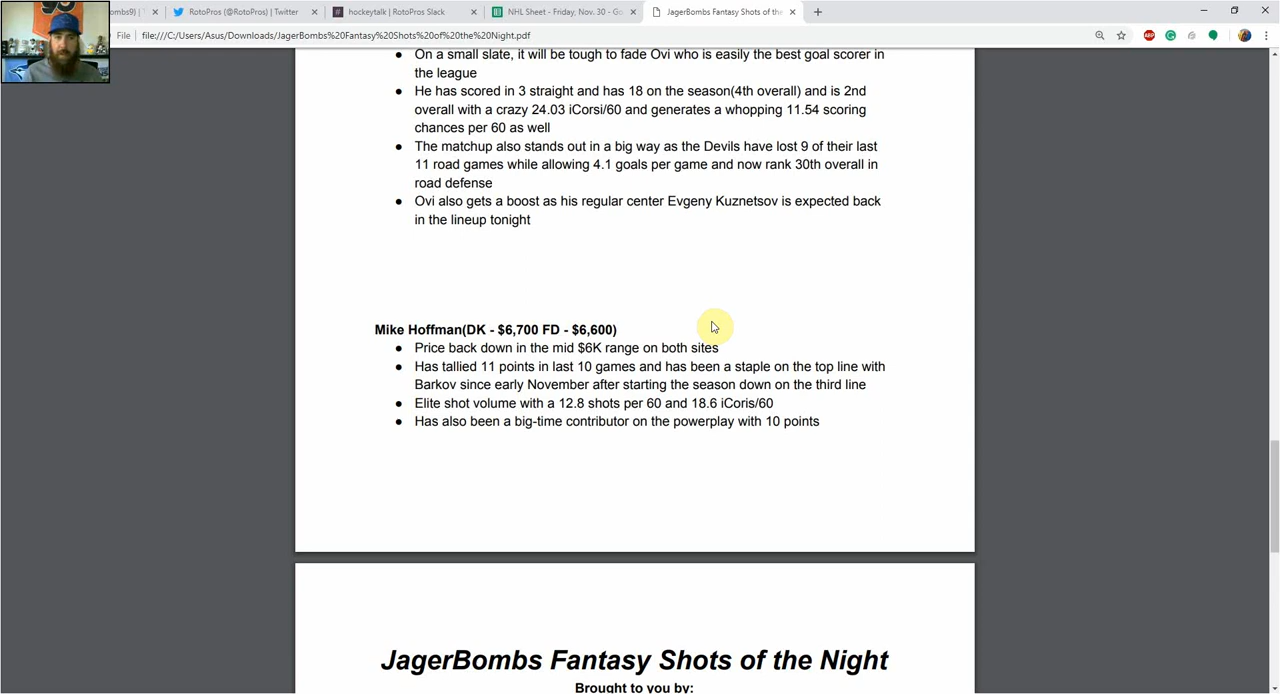 ombs9) | T
RotoPros (@RotoPros) | Twitter
hockeytalk | RotoPros Slack
NHL Sheet - Friday, Nov. 30 - Go
JagerBombs Fantasy Shots of the
File | file:///C:/Users/Asus/Downloads/JagerBombs%20Fantasy%20Shots%20of%20the%20Night.pdf
● On a small slate, it will be tough to fade Ovi who is easily the best goal scorer in
the league
● He has scored in 3 straight and has 18 on the season(4th overall) and is 2nd
overall with a crazy 24.03 iCorsi/60 and generates a whopping 11.54 scoring
chances per 60 as well
● The matchup also stands out in a big way as the Devils have lost 9 of their last
11 road games while allowing 4.1 goals per game and now rank 30th overall in
road defense
● Ovi also gets a boost as his regular center Evgeny Kuznetsov is expected back
in the lineup tonight
Mike Hoffman(DK - $6,700 FD - $6,600)
● Price back down in the mid $6K range on both sites
● Has tallied 11 points in last 10 games and has been a staple on the top line with
Barkov since early November after starting the season down on the third line
● Elite shot volume with a 12.8 shots per 60 and 18.6 iCoris/60
● Has also been a big-time contributor on the powerplay with 10 points
JagerBombs Fantasy Shots of the Night
Brought to you by: